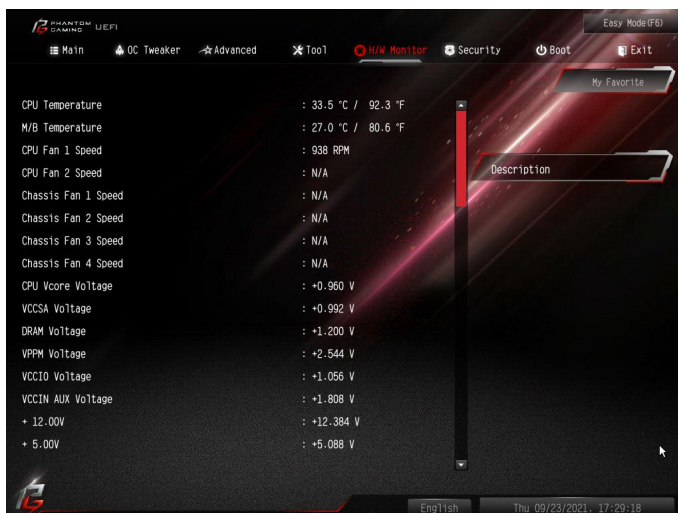 PHANTOM GAMING UEFI
Easy Mode(F6)
Main OC Tweaker Advanced Tool H/W Monitor Security Boot Exit
My Favorite
CPU Temperature : 33.5 °C / 92.3 °F
M/B Temperature : 27.0 °C / 80.6 °F
CPU Fan 1 Speed : 938 RPM
CPU Fan 2 Speed : N/A
Chassis Fan 1 Speed : N/A
Chassis Fan 2 Speed : N/A
Chassis Fan 3 Speed : N/A
Chassis Fan 4 Speed : N/A
CPU Vcore Voltage : +0.960 V
VCCSA Voltage : +0.992 V
DRAM Voltage : +1.200 V
VPPM Voltage : +2.544 V
VCCIO Voltage : +1.056 V
VCCIN AUX Voltage : +1.808 V
+ 12.00V : +12.384 V
+ 5.00V : +5.088 V
Description
English
Thu 09/23/2021, 17:29:18